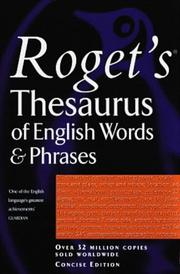 Roget's®
Thesaurus
of English Words
& Phrases
'One of the English
language's greatest
achievements'
GUARDIAN
OVER 32 MILLION COPIES
SOLD WORLDWIDE
CONCISE EDITION